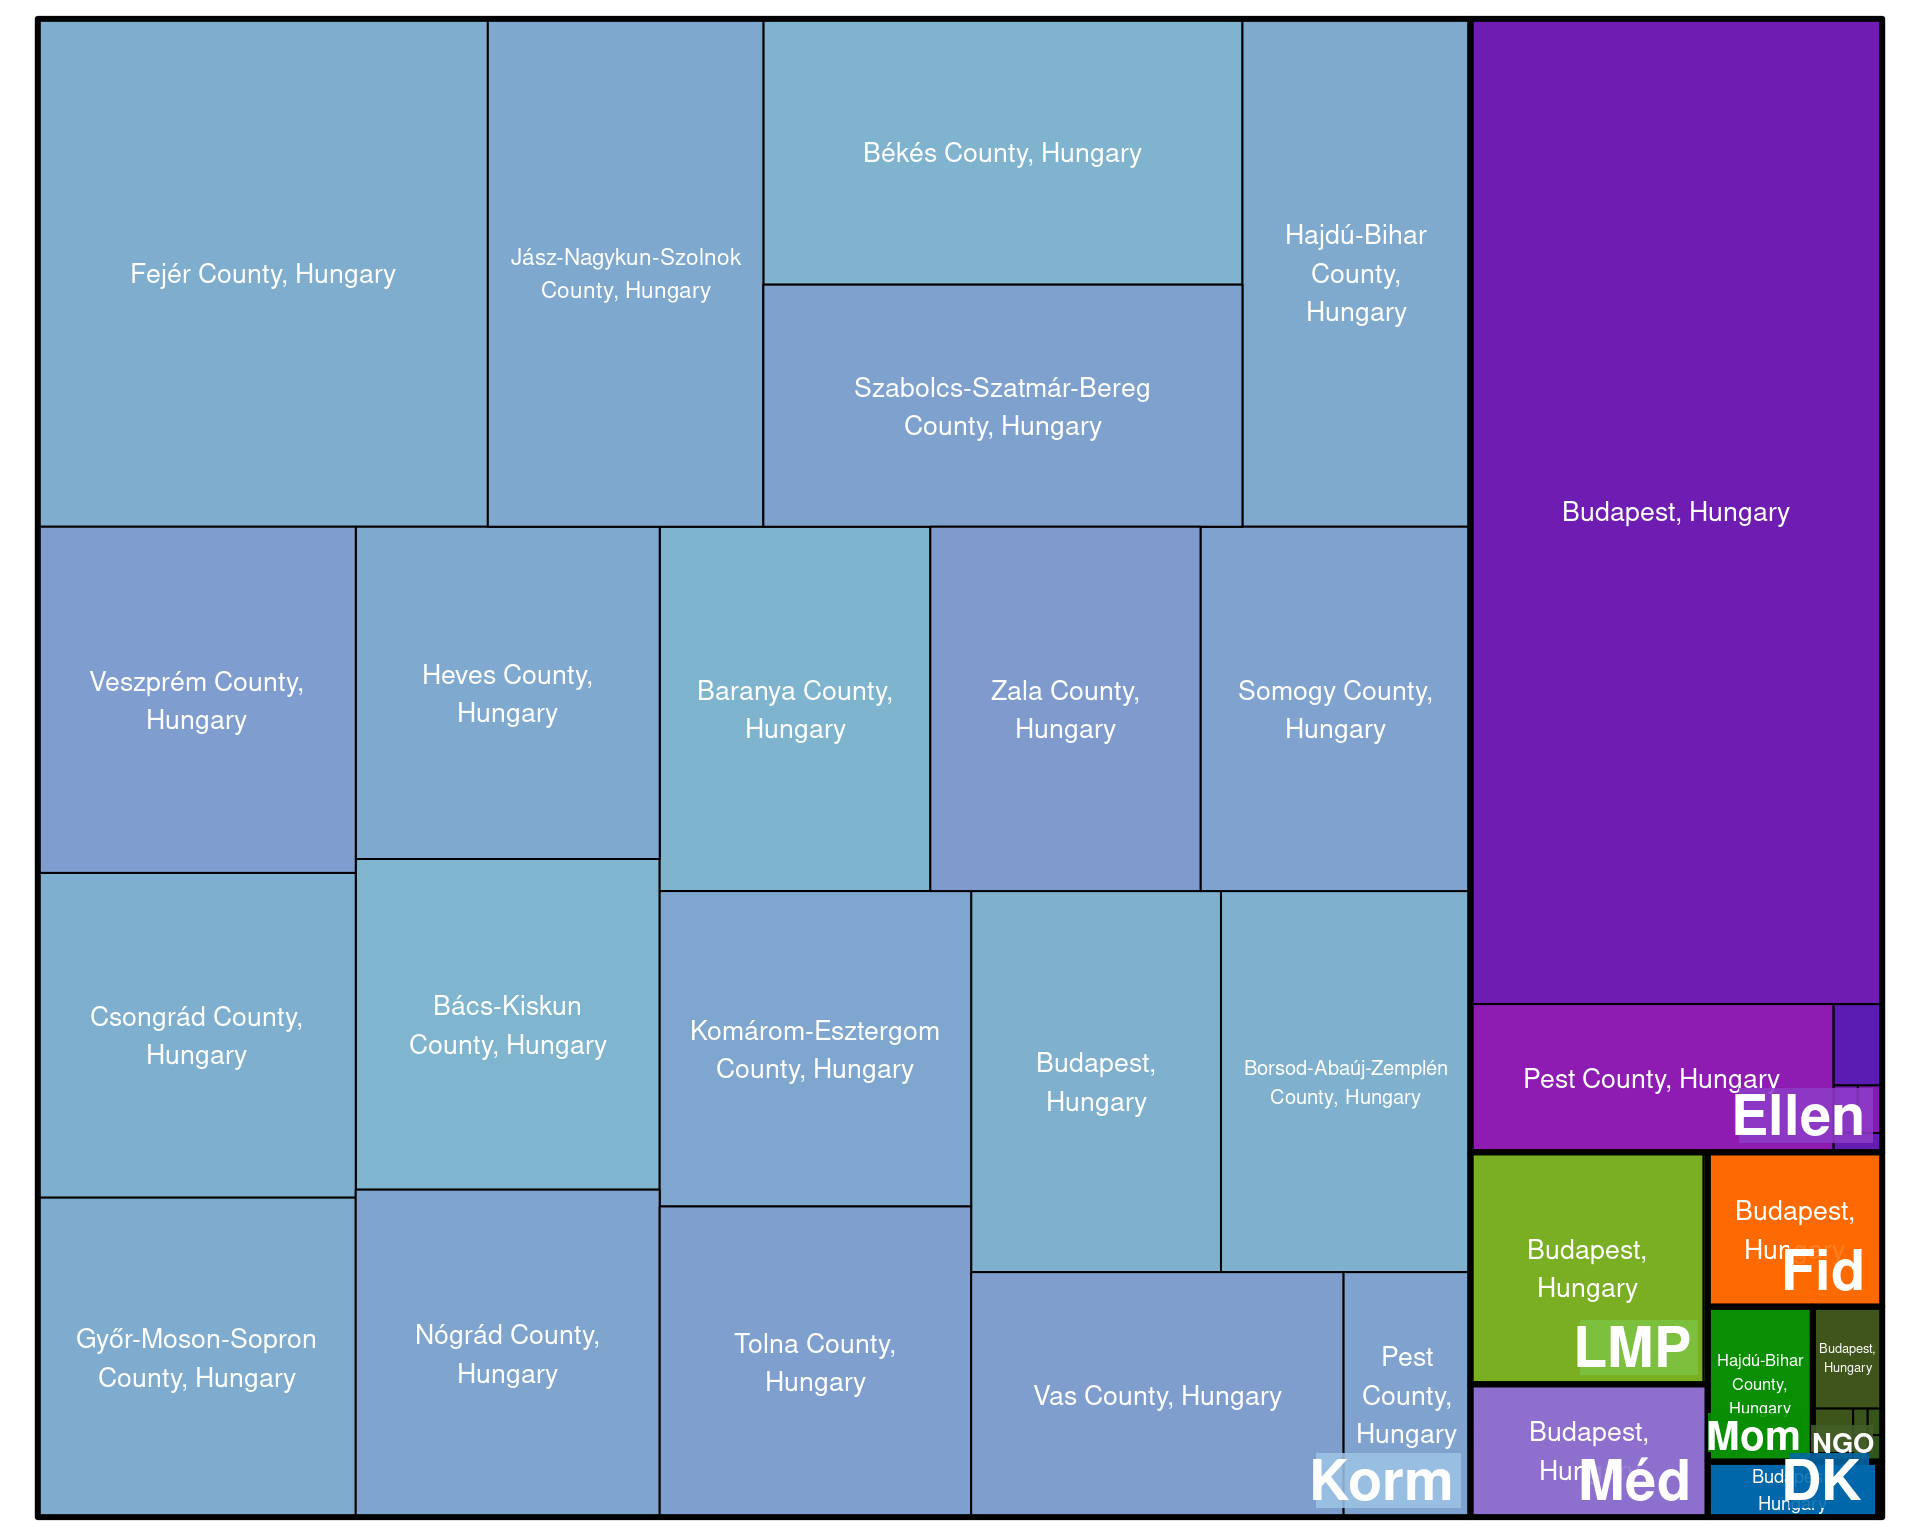 Fejér County, Hungary
Jász-Nagykun-Szolnok
County, Hungary
Békés County, Hungary
Szabolcs-Szatmár-Bereg
County, Hungary
Hajdú-Bihar
County,
Hungary
Budapest, Hungary
Veszprém County,
Hungary
Heves County,
Hungary
Baranya County,
Hungary
Zala County,
Hungary
Somogy County,
Hungary
Csongrád County,
Hungary
Bács-Kiskun
County, Hungary
Komárom-Esztergom
County, Hungary
Budapest,
Hungary
Borsod-Abaúj-Zemplén
County, Hungary
Győr-Moson-Sopron
County, Hungary
Nógrád County,
Hungary
Tolna County,
Hungary
Vas County, Hungary
Pest
County,
Hungary
Korm
Pest County, Hungary
Ellen
Budapest,
Hungary
LMP
Budapest,
Hungary
Fid
Hajdú-Bihar
County,
Hungary
Mom
Budapest,
Hungary
NGO
Budapest,
Hungary
Méd
Budapest,
Hungary
DK